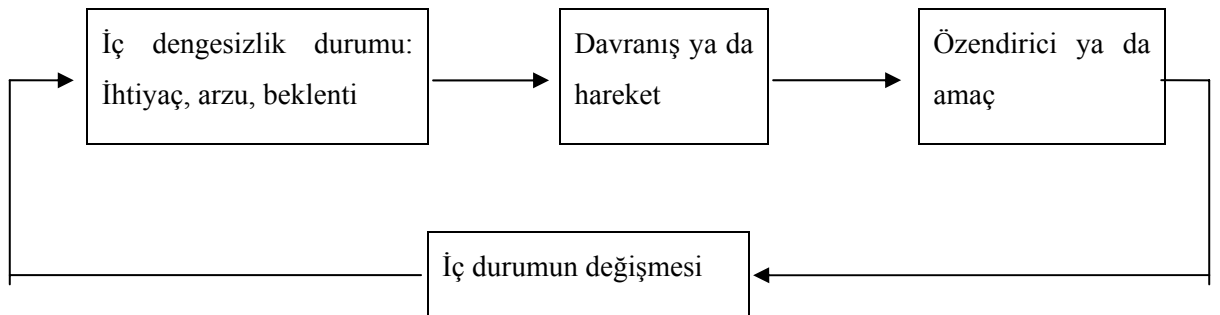 İç dengesizlik durumu:
İhtiyaç, arzu, beklenti
Davranış ya da
hareket
Özendirici ya da
amaç
İç durumun değişmesi